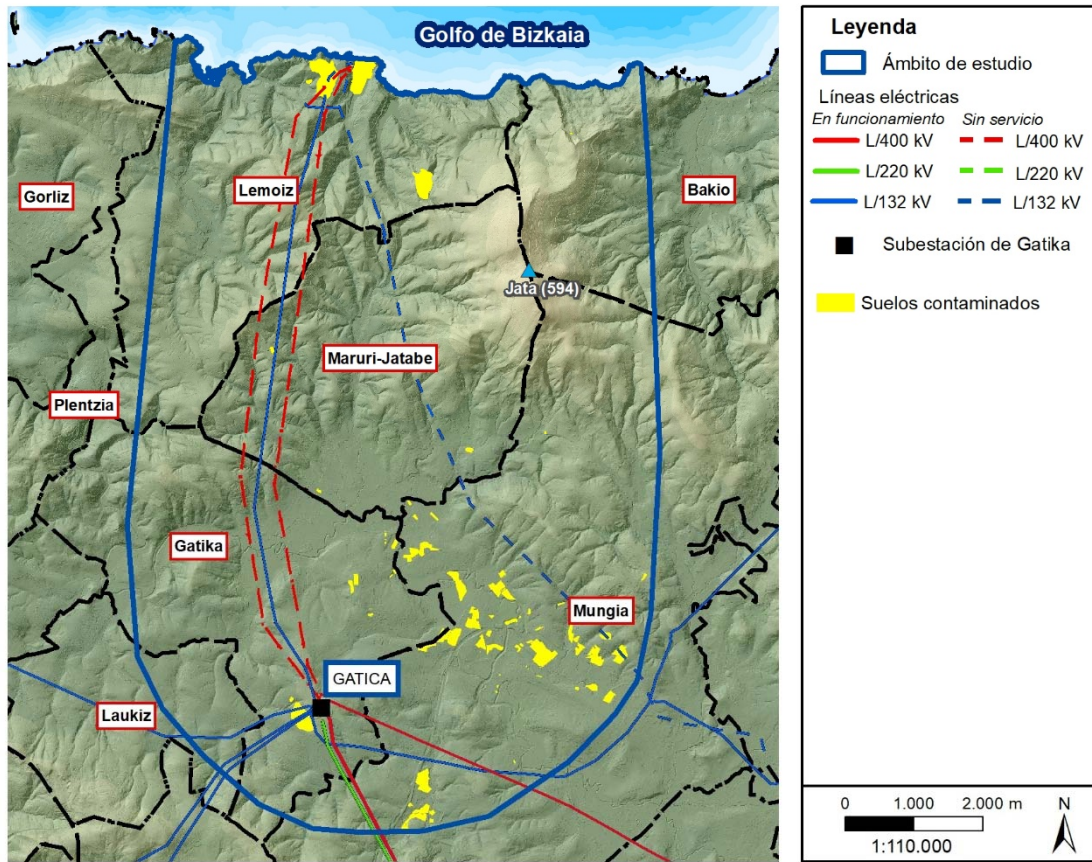 Golfo de Bizkaia
Gorliz
Lemoiz
Bakio
Jata (594)
Maruri-Jatabe
Plentzia
Gatika
Mungia
GATICA
Laukiz
Leyenda
Ámbito de estudio
Líneas eléctricas
En funcionamiento Sin servicio
L/400 kV L/400 kV
L/220 kV L/220 kV
L/132 kV L/132 kV
Subestación de Gatika
Suelos contaminados
0 1.000 2.000 m N
1:110.000